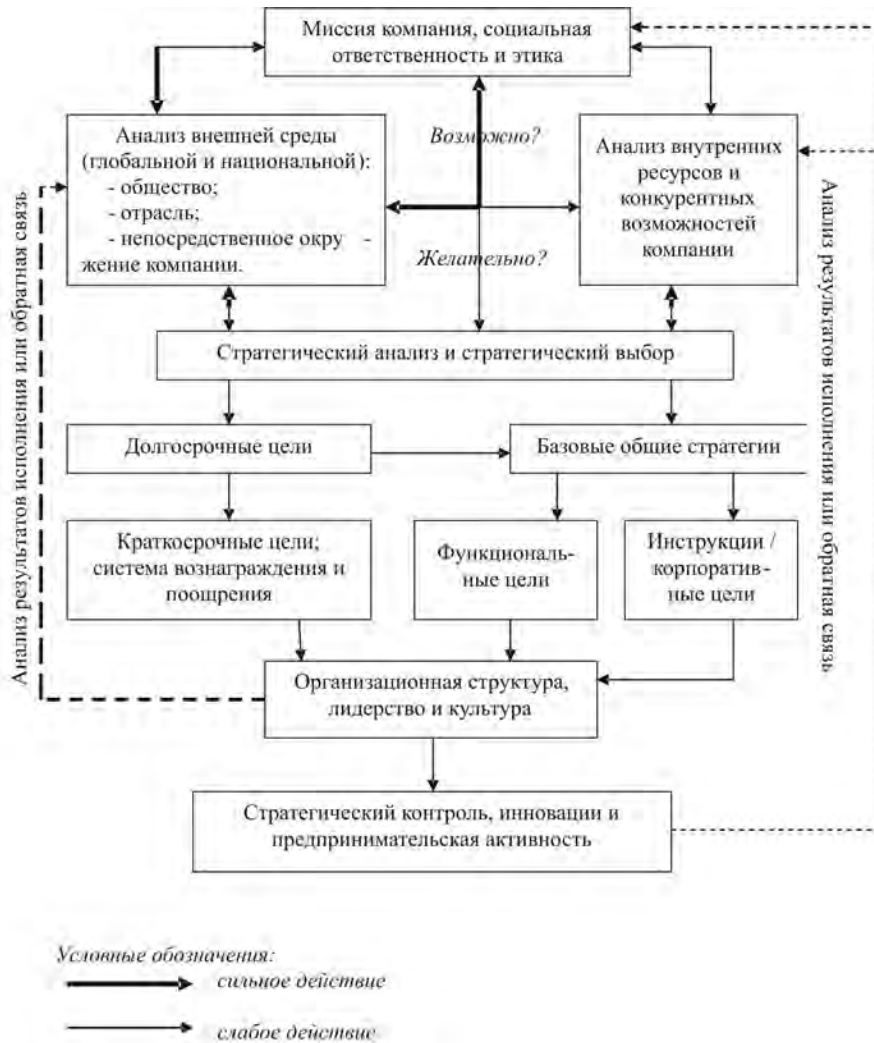 Миссия компания, социальная
ответственность и этика
Анализ внешней среды
(глобальной и национальной):
- общество;
- отрасль;
- непосредственное окру -
жение компании.
Возможно?
Желательно?
Анализ внутренних
ресурсов и
конкурентных
возможностей
компании
Анализ результатов исполнения или обратная связь
Анализ результатов исполнения или обратная связь
Стратегический анализ и стратегический выбор
Долгосрочные цели
Базовые общие стратегии
Краткосрочные цели;
система вознаграждения и
поощрения
Функциональ-
ные цели
Инструкции /
корпоратив-
ные цели
Организационная структура,
лидерство и культура
Стратегический контроль, инновации и
предпринимательская активность
Условные обозначения:
сильное действие
слабое действие